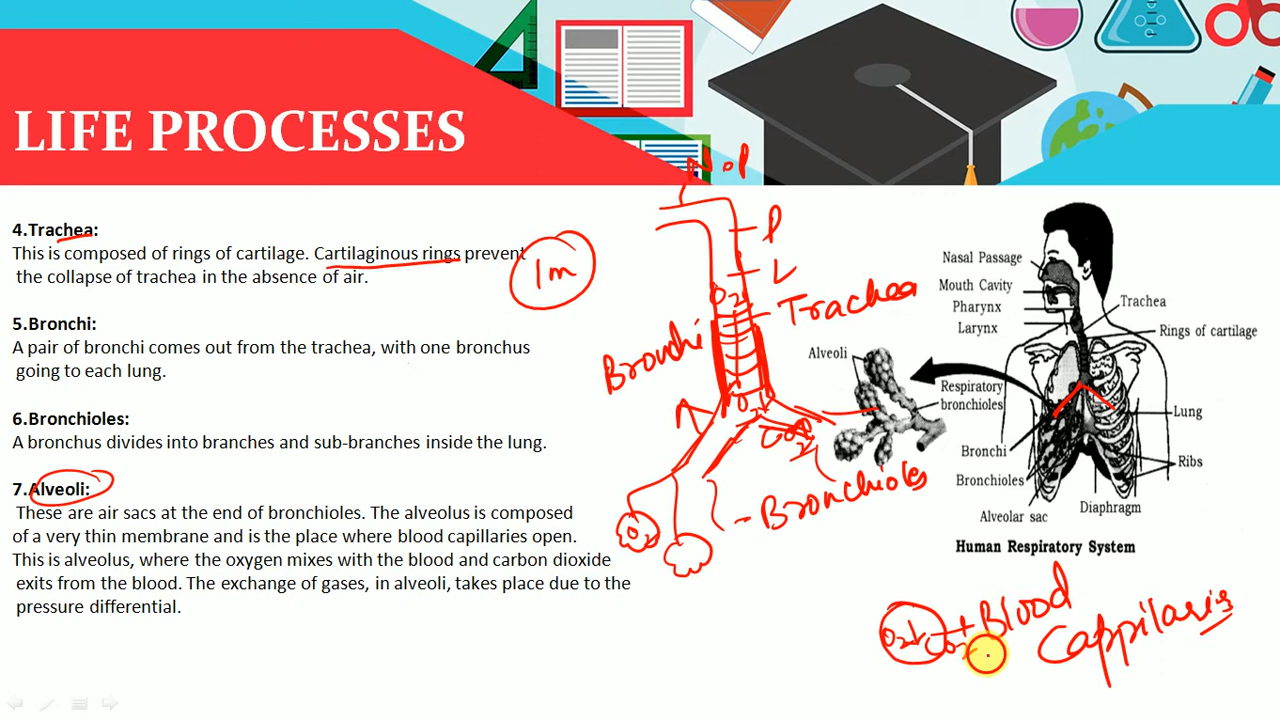 LIFE PROCESSES
4.Trachea:
This is composed of rings of cartilage. Cartilaginous rings prevent
the collapse of trachea in the absence of air.
5.Bronchi:
A pair of bronchi comes out from the trachea, with one bronchus
going to each lung.
6.Bronchioles:
A bronchus divides into branches and sub-branches inside the lung.
7.Alveoli:
These are air sacs at the end of bronchioles. The alveolus is composed
of a very thin membrane and is the place where blood capillaries open.
This is alveolus, where the oxygen mixes with the blood and carbon dioxide
exits from the blood. The exchange of gases, in alveoli, takes place due to the
pressure differential.
1m
N.P
P
L
O2
Trachea
Bronchi
O2
CO2
Bronchioles
O2
Nasal Passage
Mouth Cavity
Pharynx
Larynx
Trachea
Rings of cartilage
Alveoli
Respiratory
bronchioles
Lung
Bronchi
Ribs
Bronchioles
Diaphragm
Alveolar sac
Human Respiratory System
O2 CO2 + Blood
Cappilaris